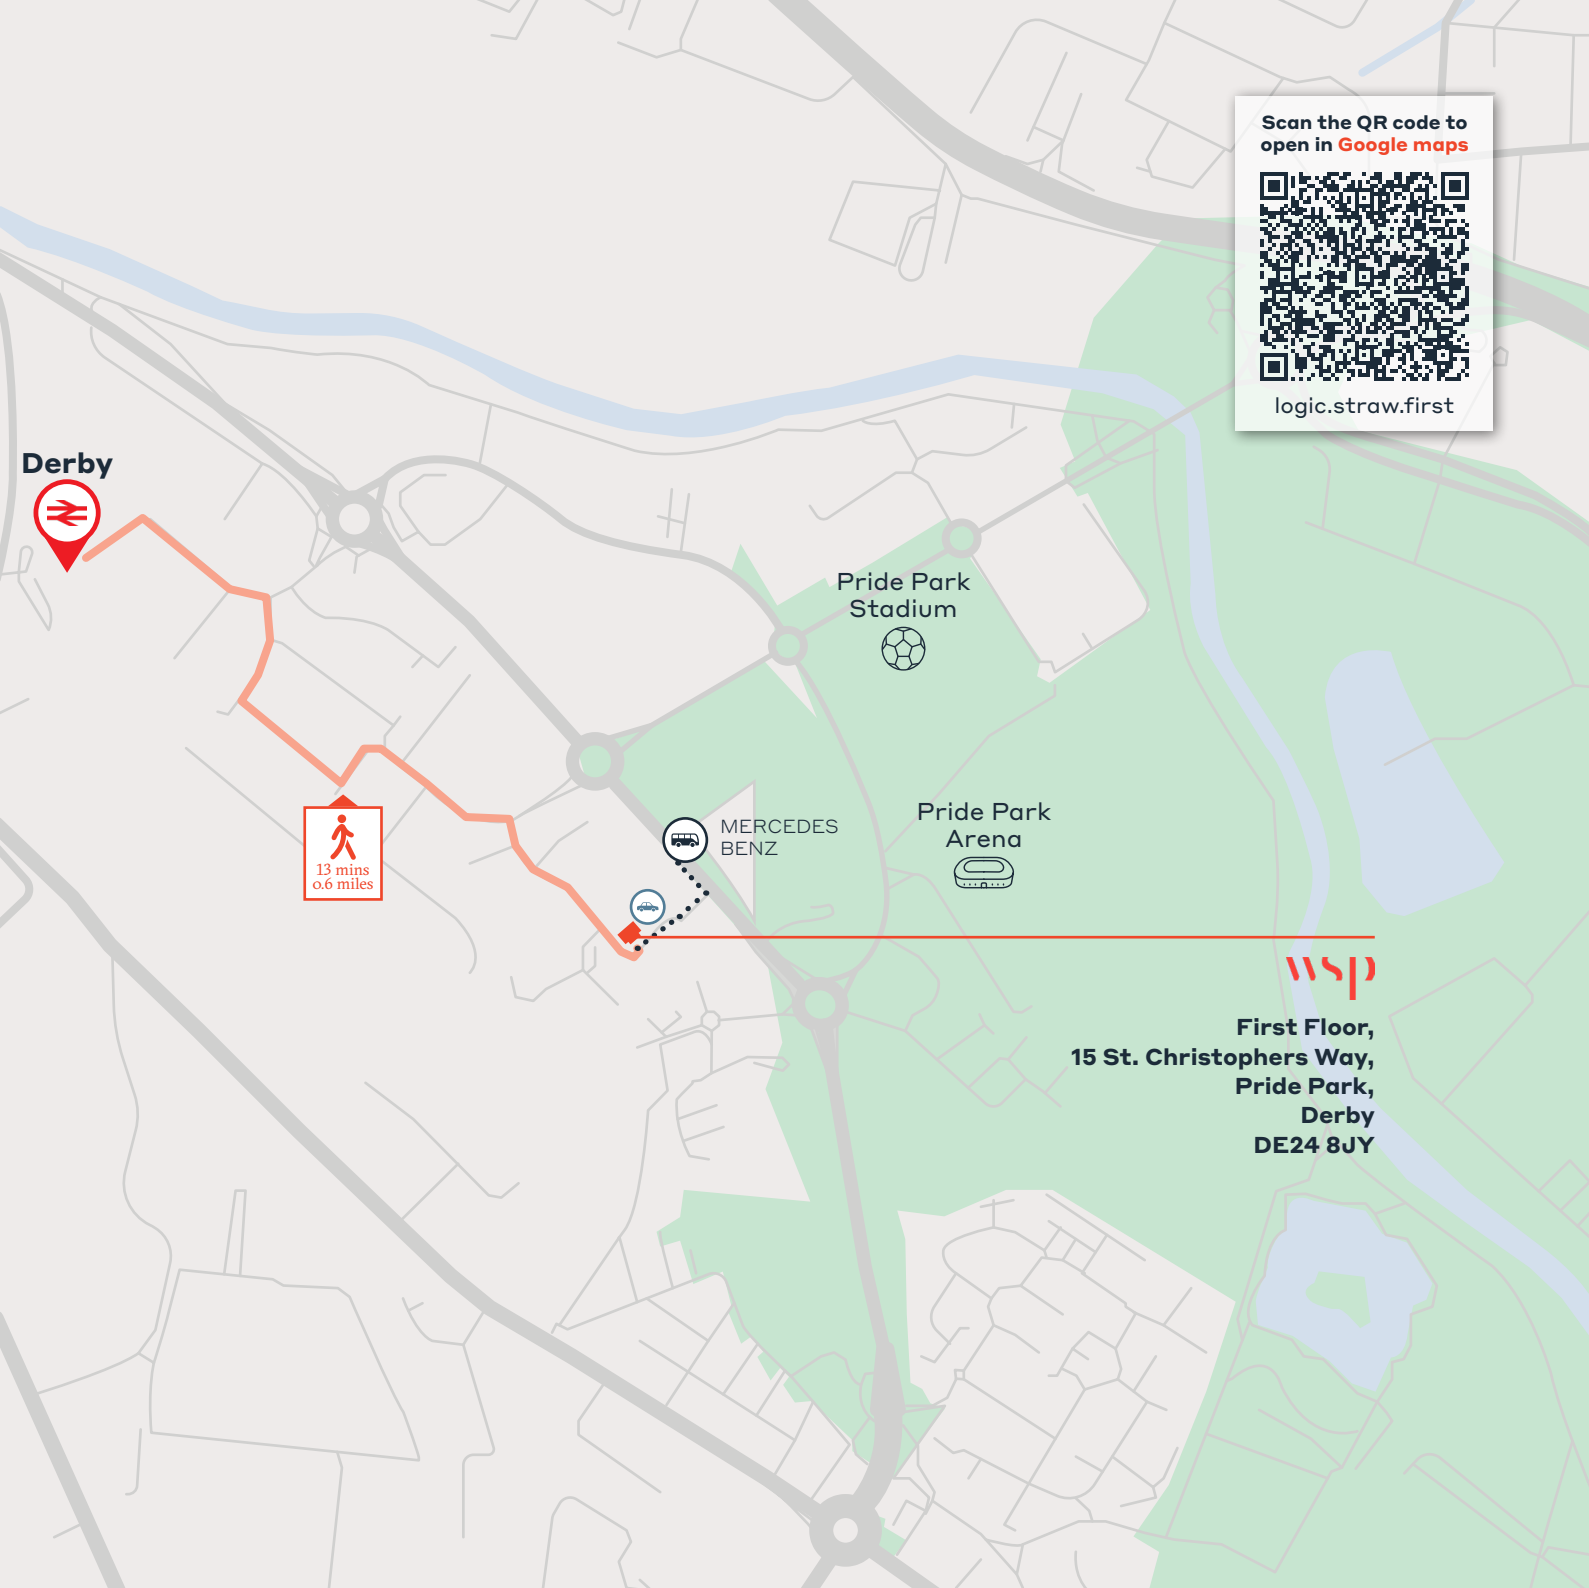 Scan the QR code to
open in Google maps
logic.straw.first
Derby
Pride Park
Stadium
Pride Park
Arena
MERCEDES
BENZ
13 mins
0.6 miles
wsp
First Floor,
15 St. Christophers Way,
Pride Park,
Derby
DE24 8JY